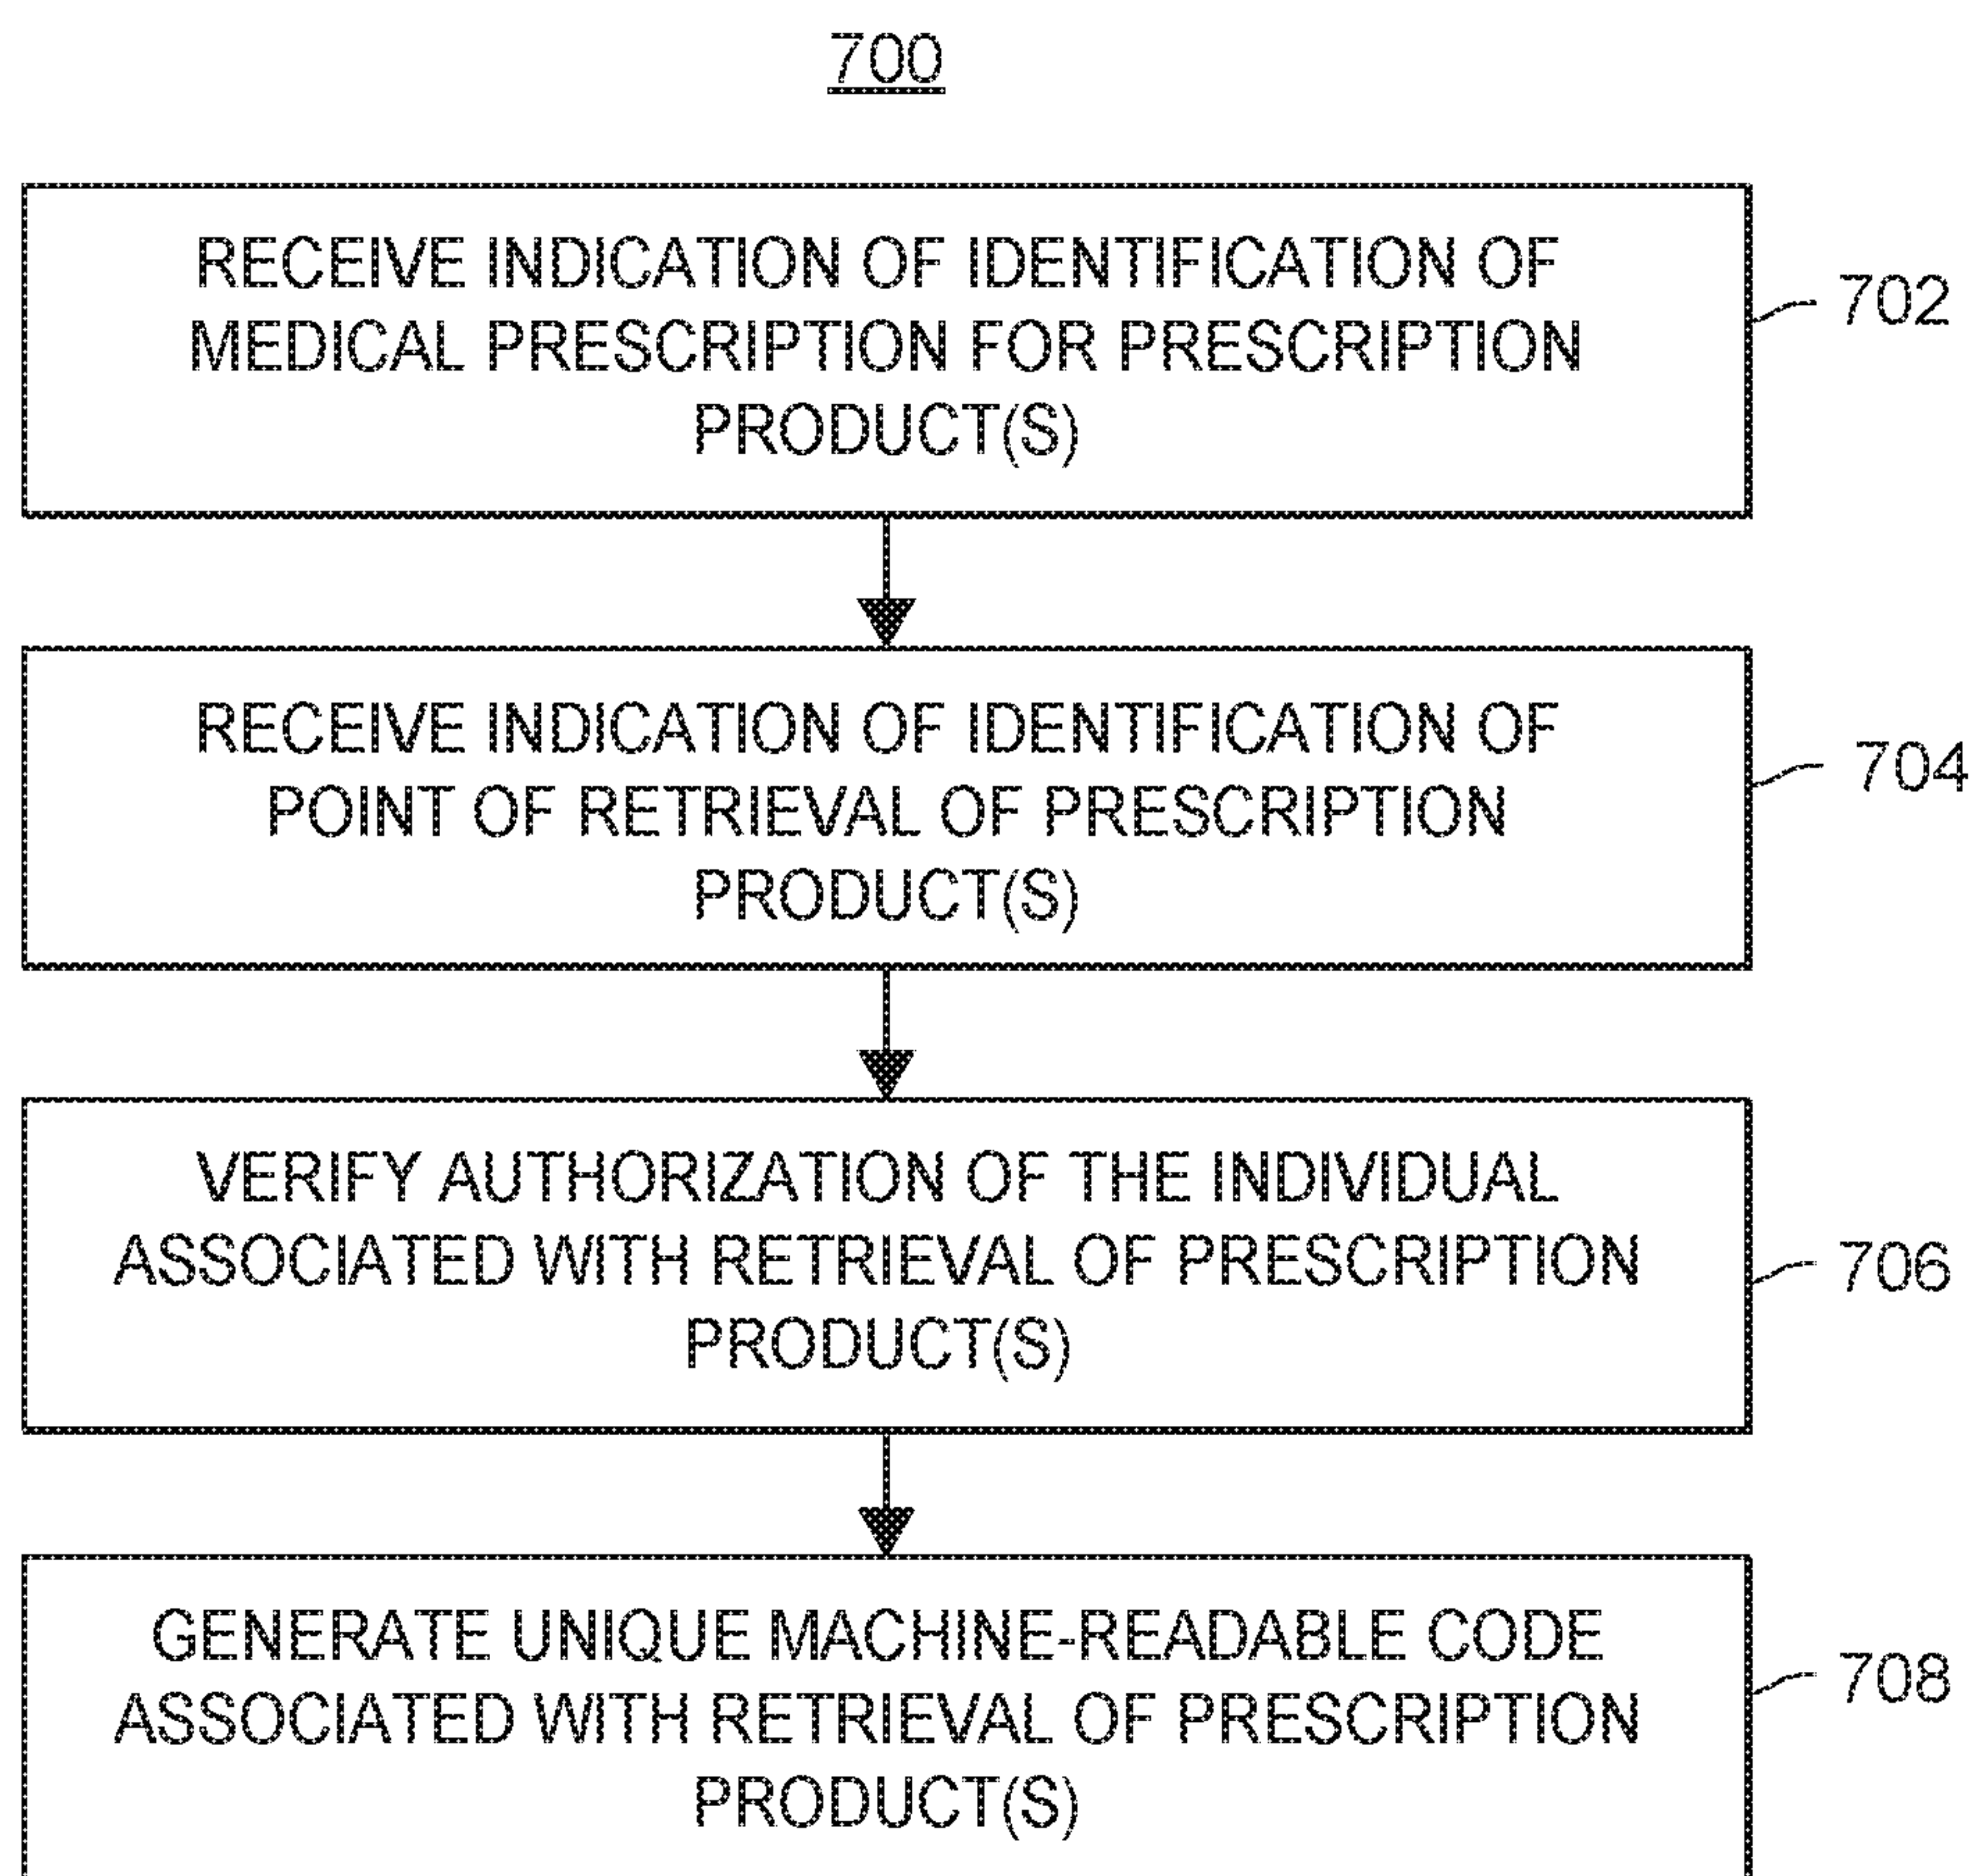 700
RECEIVE INDICATION OF IDENTIFICATION OF
MEDICAL PRESCRIPTION FOR PRESCRIPTION
PRODUCT(S)
702
RECEIVE INDICATION OF IDENTIFICATION OF
POINT OF RETRIEVAL OF PRESCRIPTION
PRODUCT(S)
704
VERIFY AUTHORIZATION OF THE INDIVIDUAL
ASSOCIATED WITH RETRIEVAL OF PRESCRIPTION
PRODUCT(S)
706
GENERATE UNIQUE MACHINE-READABLE CODE
ASSOCIATED WITH RETRIEVAL OF PRESCRIPTION
PRODUCT(S)
708